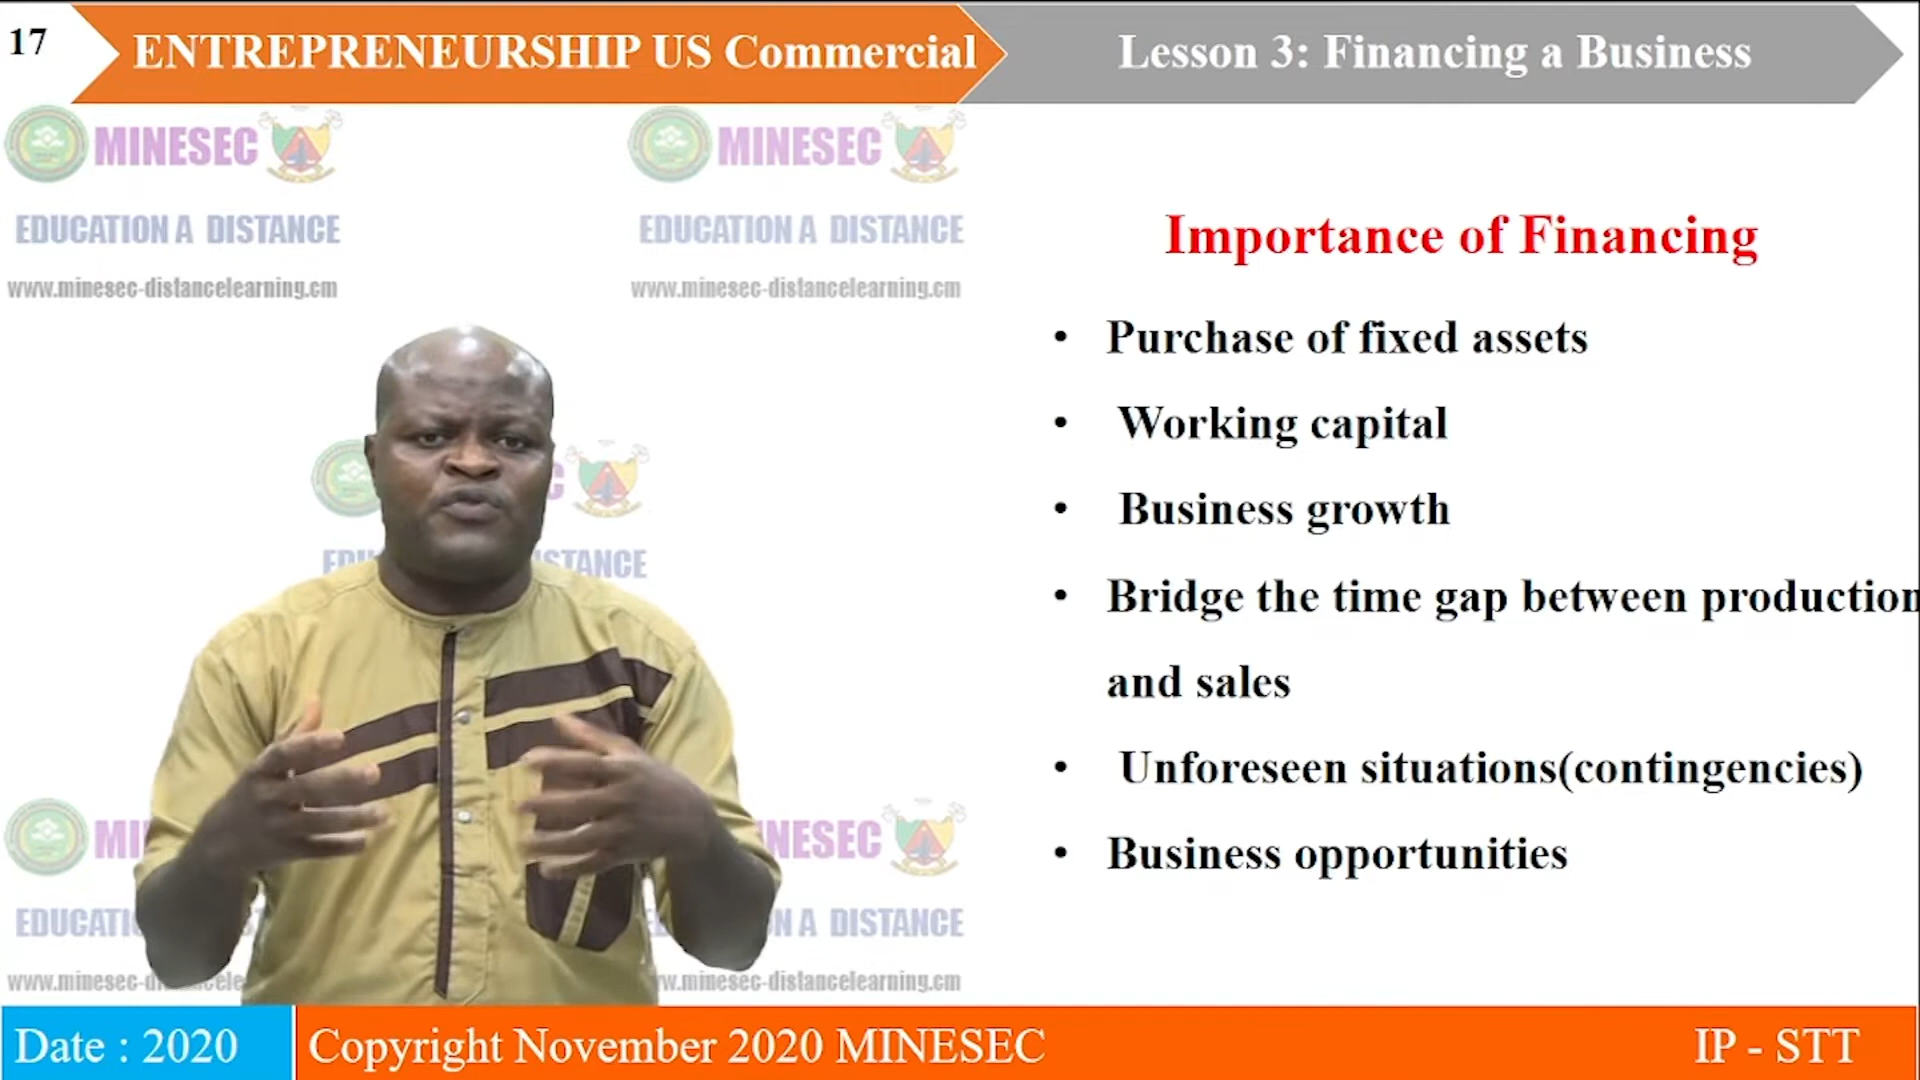 17
ENTREPRENEURSHIP US Commercial
Lesson 3: Financing a Business
MINESEC
MINESEC
EDUCATION A DISTANCE
EDUCATION A DISTANCE
www.minesec-distancelearning.cm
www.minesec-distancelearning.cm
Importance of Financing
• Purchase of fixed assets
• Working capital
• Business growth
• Bridge the time gap between production
and sales
• Unforeseen situations(contingencies)
• Business opportunities
Date : 2020
Copyright November 2020 MINESEC
IP - STT